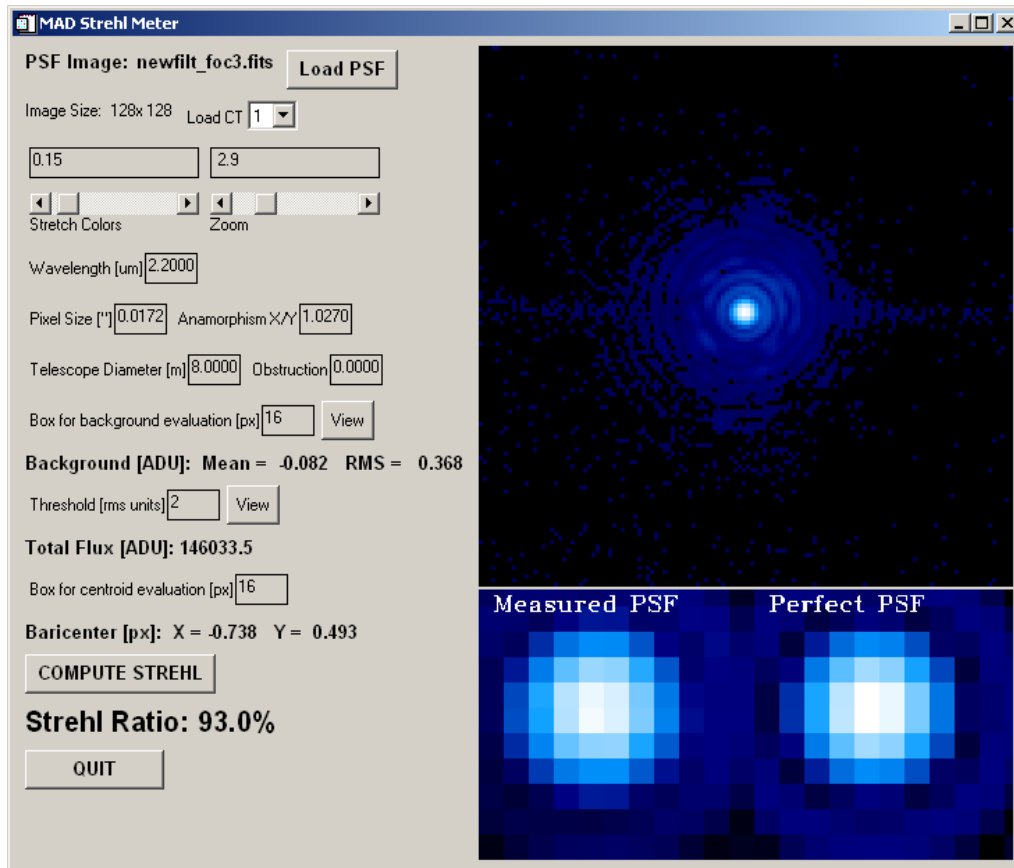 MAD Strehl Meter
PSF Image: newfilt_foc3.fits Load PSF
Image Size: 128x 128 Load CT 1
0.15 2.9
Stretch Colors Zoom
Wavelength [um] 2.2000
Pixel Size ["] 0.0172 Anamorphism X/Y 1.0270
Telescope Diameter [m] 8.0000 Obstruction 0.0000
Box for background evaluation [px] 16 View
Background [ADU]: Mean = -0.082 RMS = 0.368
Threshold [rms units] 2 View
Total Flux [ADU]: 146033.5
Box for centroid evaluation [px] 16
Baricenter [px]: X = -0.738 Y = 0.493
COMPUTE STREHL
Strehl Ratio: 93.0%
QUIT
Measured PSF Perfect PSF